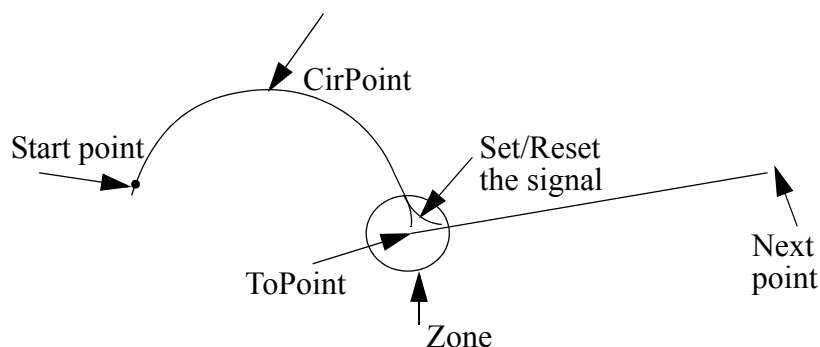 CirPoint
Start point
Set/Reset
the signal
Next
point
ToPoint
Zone